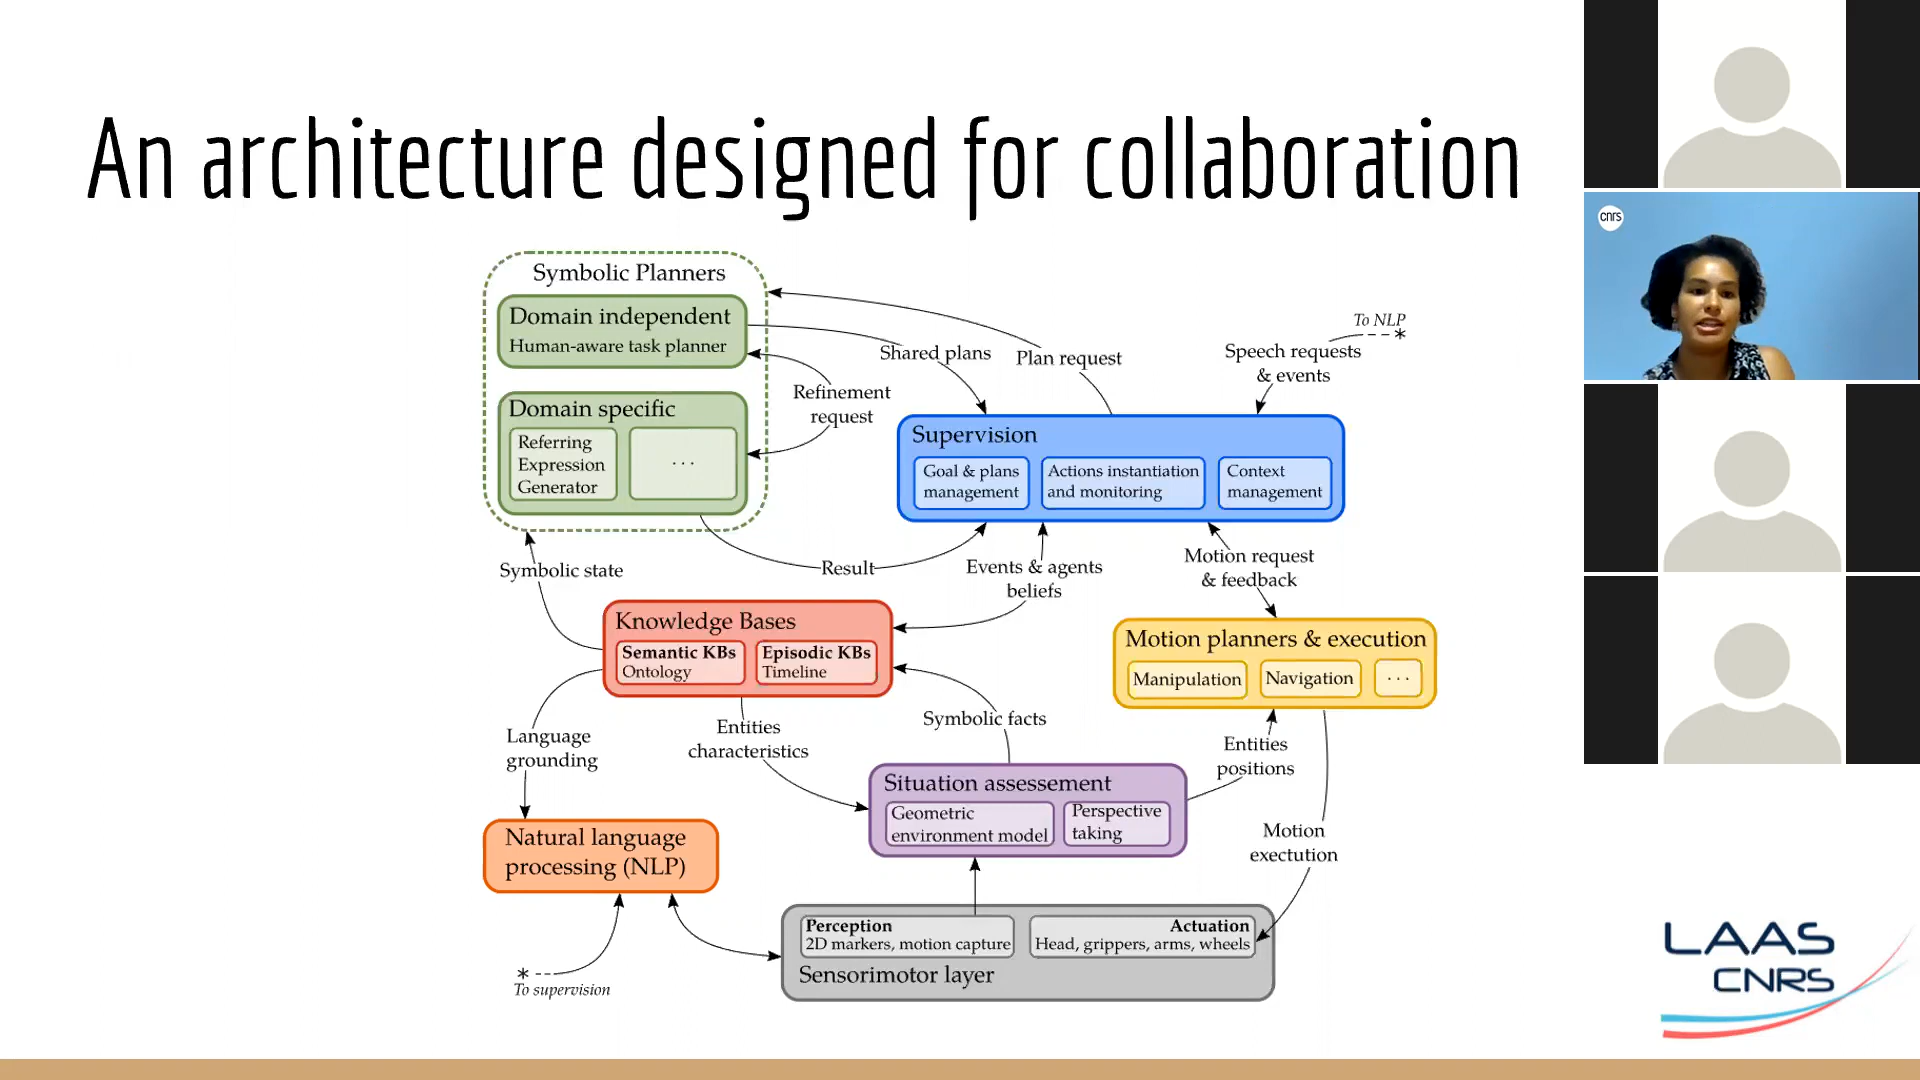 An architecture designed for collaboration
cnrs
Symbolic Planners
Domain independent
Human-aware task planner
Domain specific
Referring
Expression
Generator
...
Shared plans
Plan request
Refinement
request
To NLP
*
Speech requests
& events
Supervision
Goal & plans
management
Actions instantiation
and monitoring
Context
management
Symbolic state
Result
Events & agents
beliefs
Motion request
& feedback
Knowledge Bases
Semantic KBs
Ontology
Episodic KBs
Timeline
Motion planners & execution
Manipulation
Navigation
...
Language
grounding
Entities
characteristics
Symbolic facts
Entities
positions
Situation assessement
Geometric
environment model
Perspective
taking
Motion
exectution
Natural language
processing (NLP)
Perception
2D markers, motion capture
Actuation
Head, grippers, arms, wheels
Sensorimotor layer
*
To supervision
LAAS
CNRS